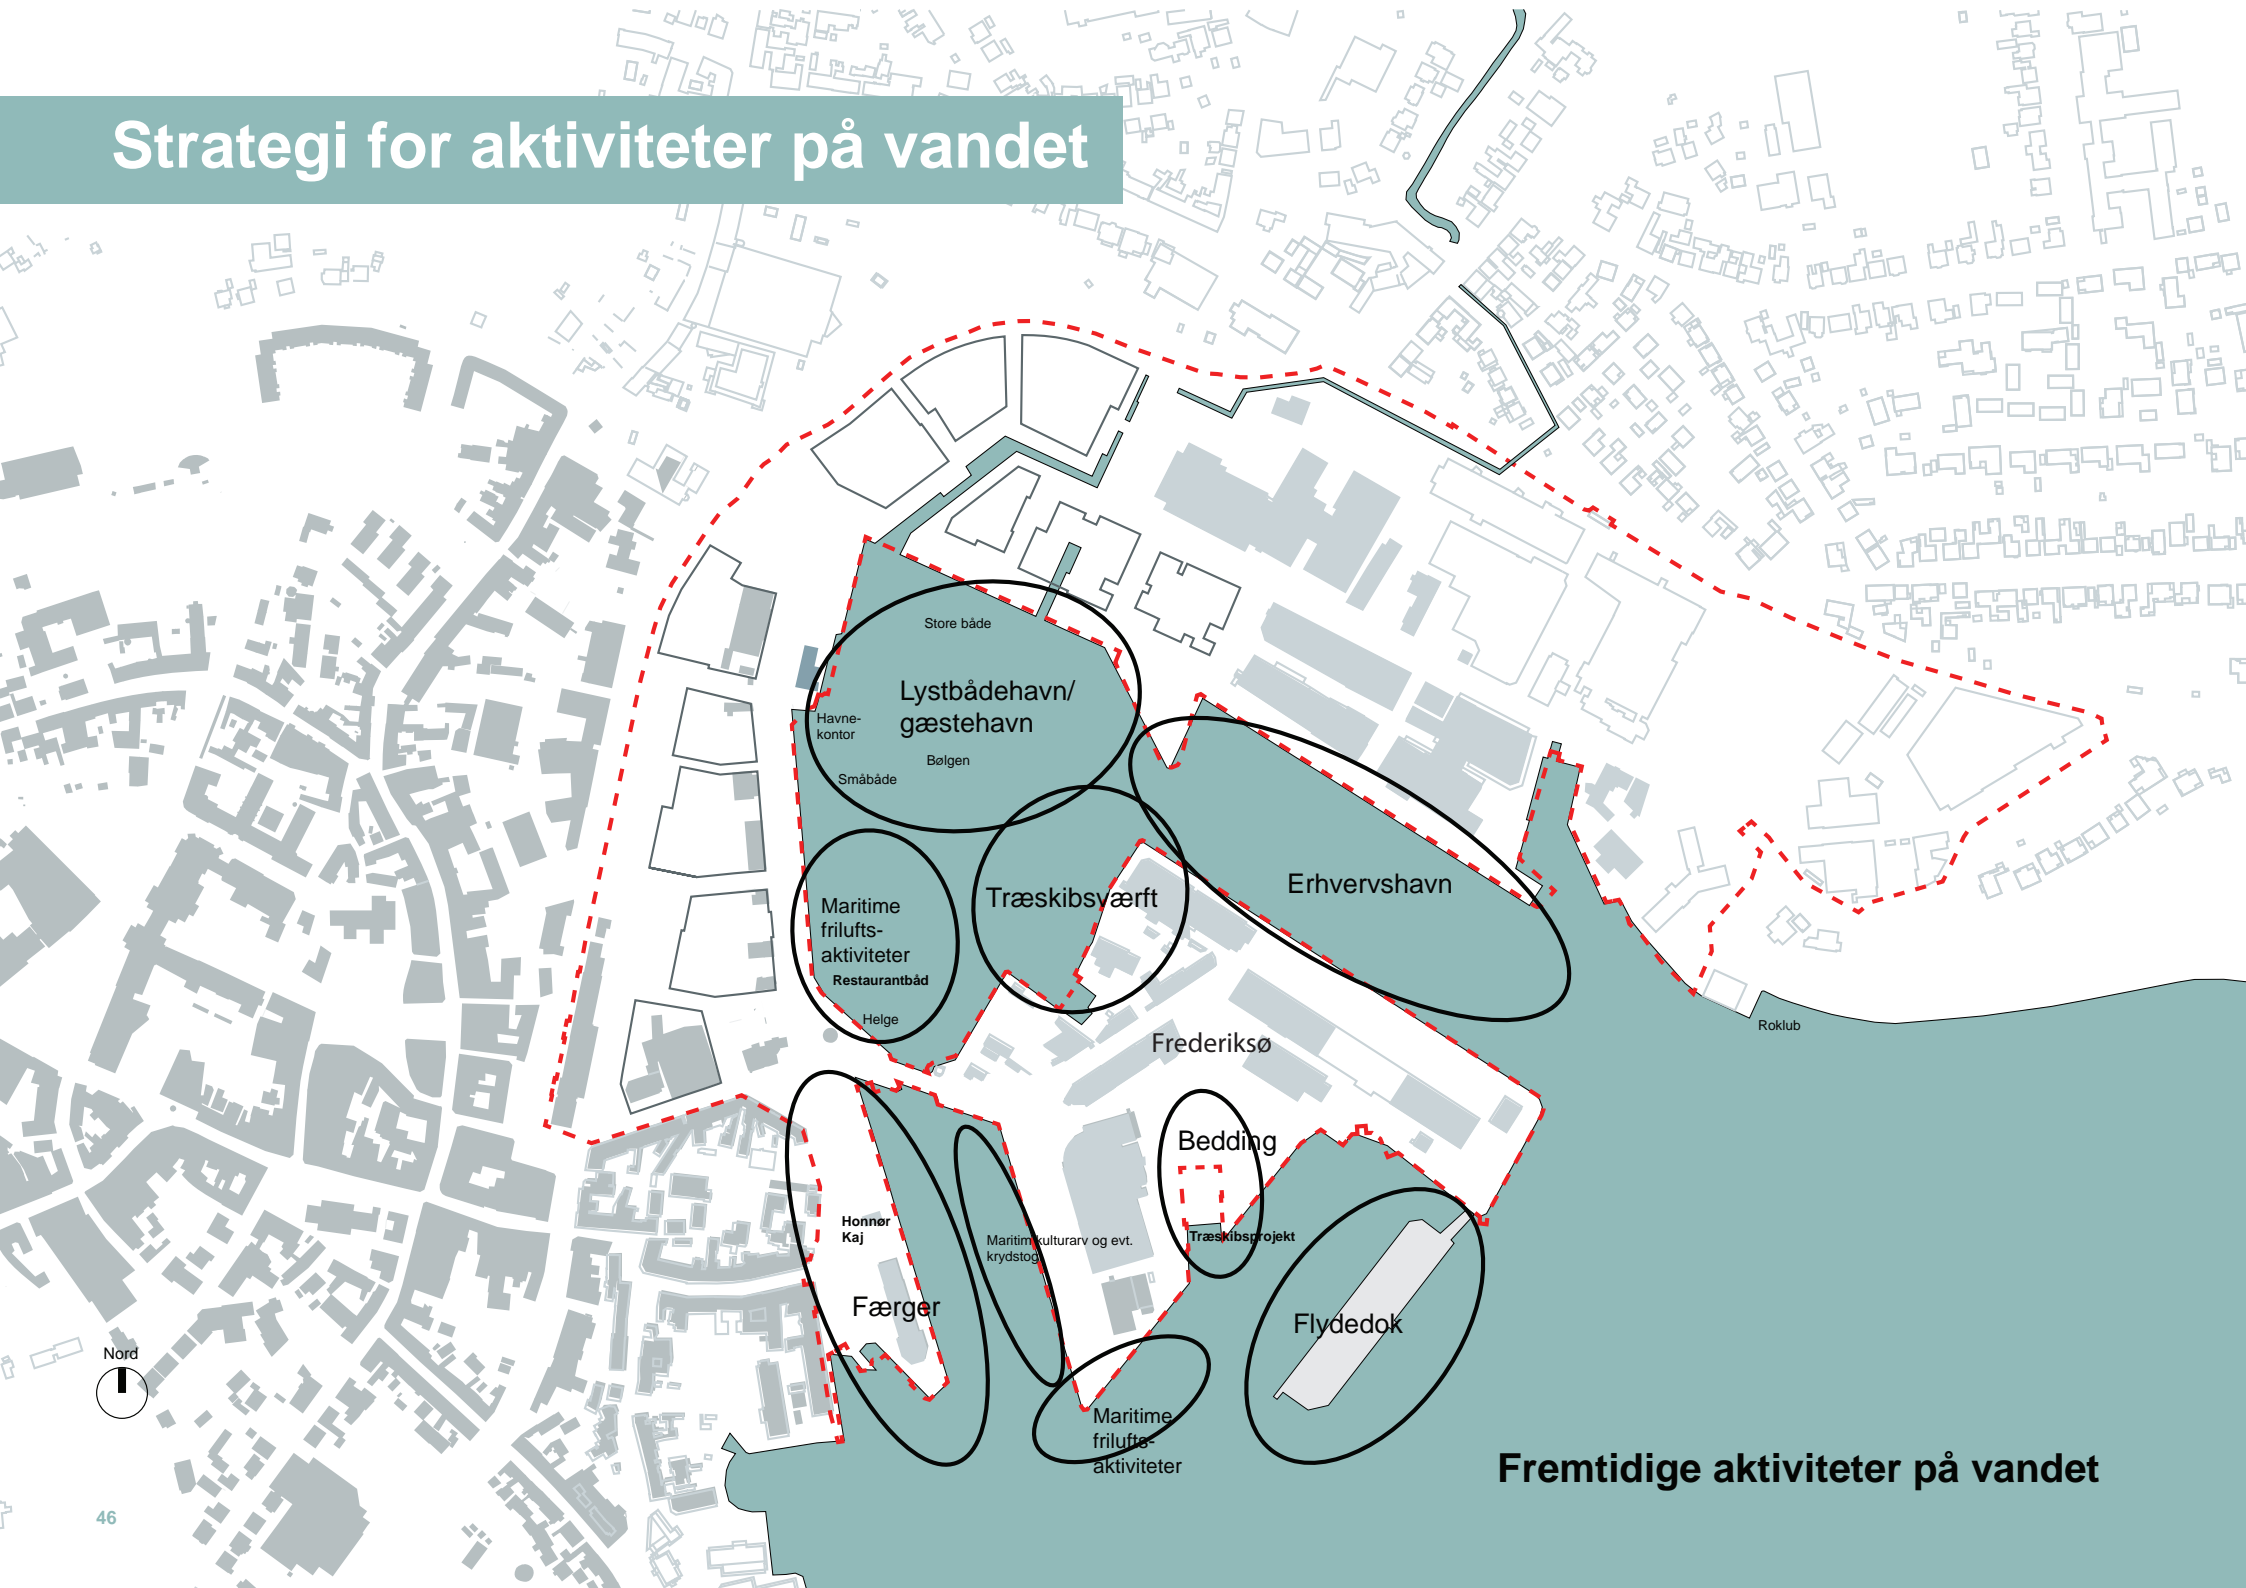 Strategi for aktiviteter på vandet
Store både
Lystbådehavn/
gæstehavn
Havne-
kontor
Bølgen
Småbåde
Træskibsværft
Erhvervshavn
Maritime
frilufts-
aktiviteter
Restaurantbåd
Helge
Roklub
Frederiksø
Bedding
Honnør
Kaj
Maritim kulturarv og evt.
krydstog
Træskibsprojekt
Færger
Flydedok
Nord
Maritime
frilufts-
aktiviteter
Fremtidige aktiviteter på vandet
46